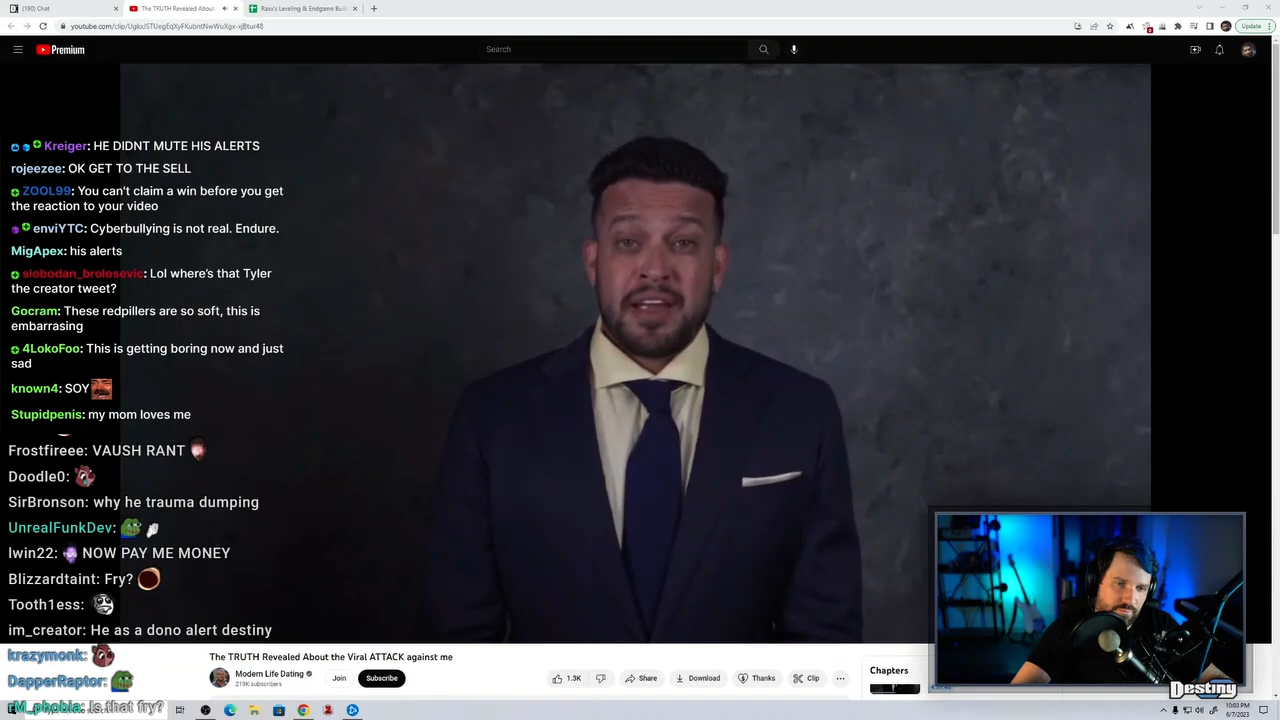 (190) Chat
The TRUTH Revealed About
Raxx's Leveling & Endgame Buil
youtube.com/clip/UgkxJSTUegEqXyFKubntNwWuXgx-xjBtur48
Update
Premium
Search
Kreiger: HE DIDNT MUTE HIS ALERTS
rojeezee: OK GET TO THE SELL
ZOOL99: You can't claim a win before you get
the reaction to your video
enviYTC: Cyberbullying is not real. Endure.
MigApex: his alerts
slobodan_brolosevic: Lol where's that Tyler
the creator tweet?
Gocram: These redpillers are so soft, this is
embarrasing
4LokoFoo: This is getting boring now and just
sad
known4: SOY
Stupidpenis: my mom loves me
Frostfireee: VAUSH RANT
Doodle0:
SirBronson: why he trauma dumping
UnrealFunkDev:
lwin22: NOW PAY ME MONEY
Blizzardtaint: Fry?
Tooth1ess:
im_creator: He as a dono alert destiny
krazymonk:
DapperRaptor:
M_phobia: Is that fry?
The TRUTH Revealed About the Viral ATTACK against me
Modern Life Dating
219K subscribers
Join
Subscribe
1.3K
Share
Download
Thanks
Clip
Chapters
Destiny
10:03 PM
6/7/2023